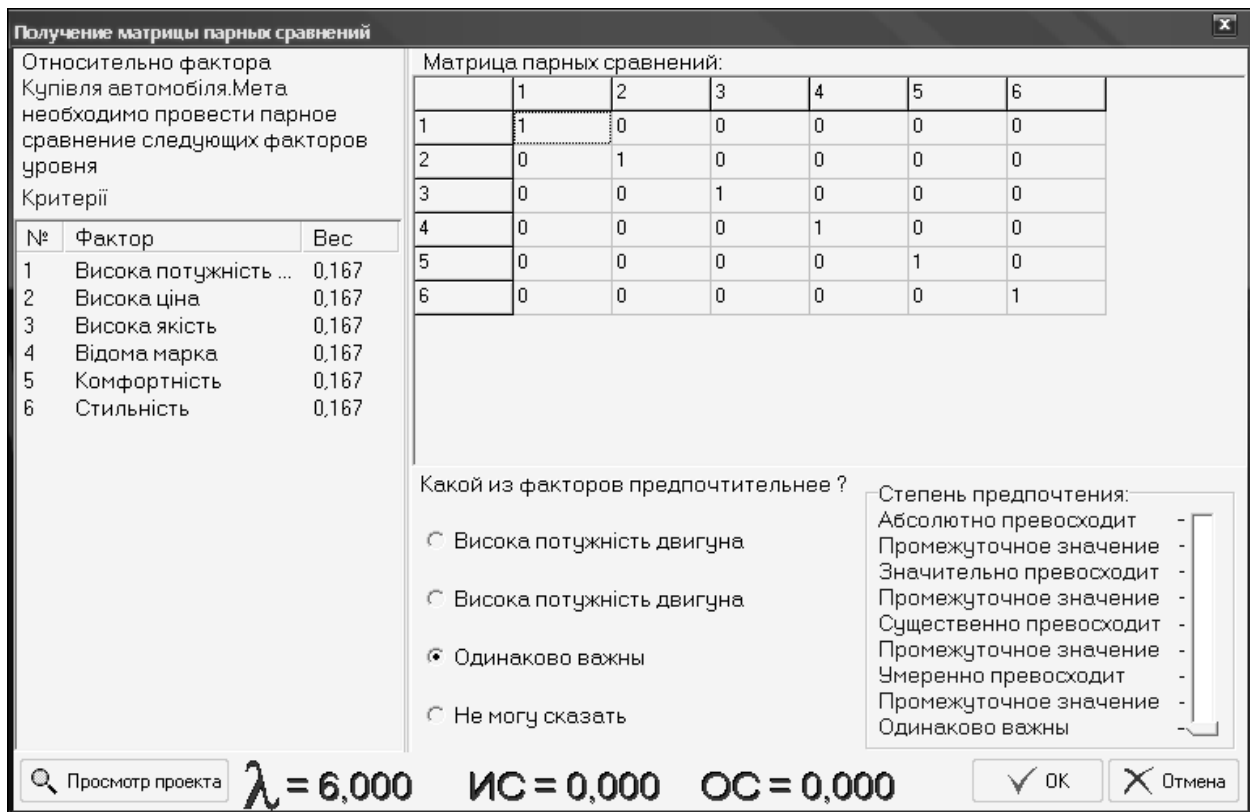 Получение матрицы парных сравнений
Относительно фактора
Купівля автомобіля.Мета
необходимо провести парное
сравнение следующих факторов
уровня
Критерії
№ Фактор Вес
1 Висока потужність ... 0,167
2 Висока ціна 0,167
3 Висока якість 0,167
4 Відома марка 0,167
5 Комфортність 0,167
6 Стильність 0,167
Матрица парных сравнений:
1 2 3 4 5 6
1 1 0 0 0 0 0
2 0 1 0 0 0 0
3 0 0 1 0 0 0
4 0 0 0 1 0 0
5 0 0 0 0 1 0
6 0 0 0 0 0 1
Какой из факторов предпочтительнее ?
Висока потужність двигуна
Висока потужність двигуна
Одинаково важны
Не могу сказать
Степень предпочтения:
Абсолютно превосходит -
Промежуточное значение -
Значительно превосходит -
Промежуточное значение -
Существенно превосходит -
Промежуточное значение -
Умеренно превосходит -
Промежуточное значение -
Одинаково важны -
Просмотр проекта λ = 6,000 ИС = 0,000 ОС = 0,000 OK Отмена